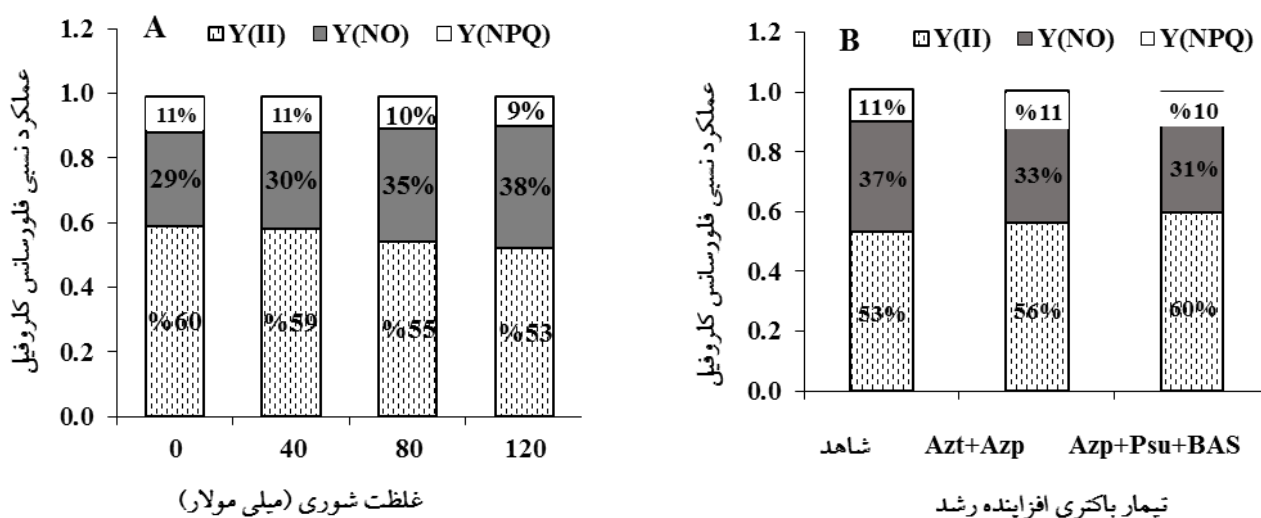 A
Y(II) Y(NO) Y(NPQ)
عملکرد نسبی فلورسانس کلروفیل
1.2
1.0
0.8
0.6
0.4
0.2
0.0
11% 11% 10% 9%
29% 30% 35% 38%
%60 %59 %55 %53
0 40 80 120
غلظت شوری (میلی مولار)
B
Y(II) Y(NO) Y(NPQ)
عملکرد نسبی فلورسانس کلروفیل
1.2
1.0
0.8
0.6
0.4
0.2
0.0
11% %11 %10
37% 33% 31%
53% 56% 60%
شاهد Azt+Azp Azp+Psu+BAS
تیمار باکتری افزاینده رشد